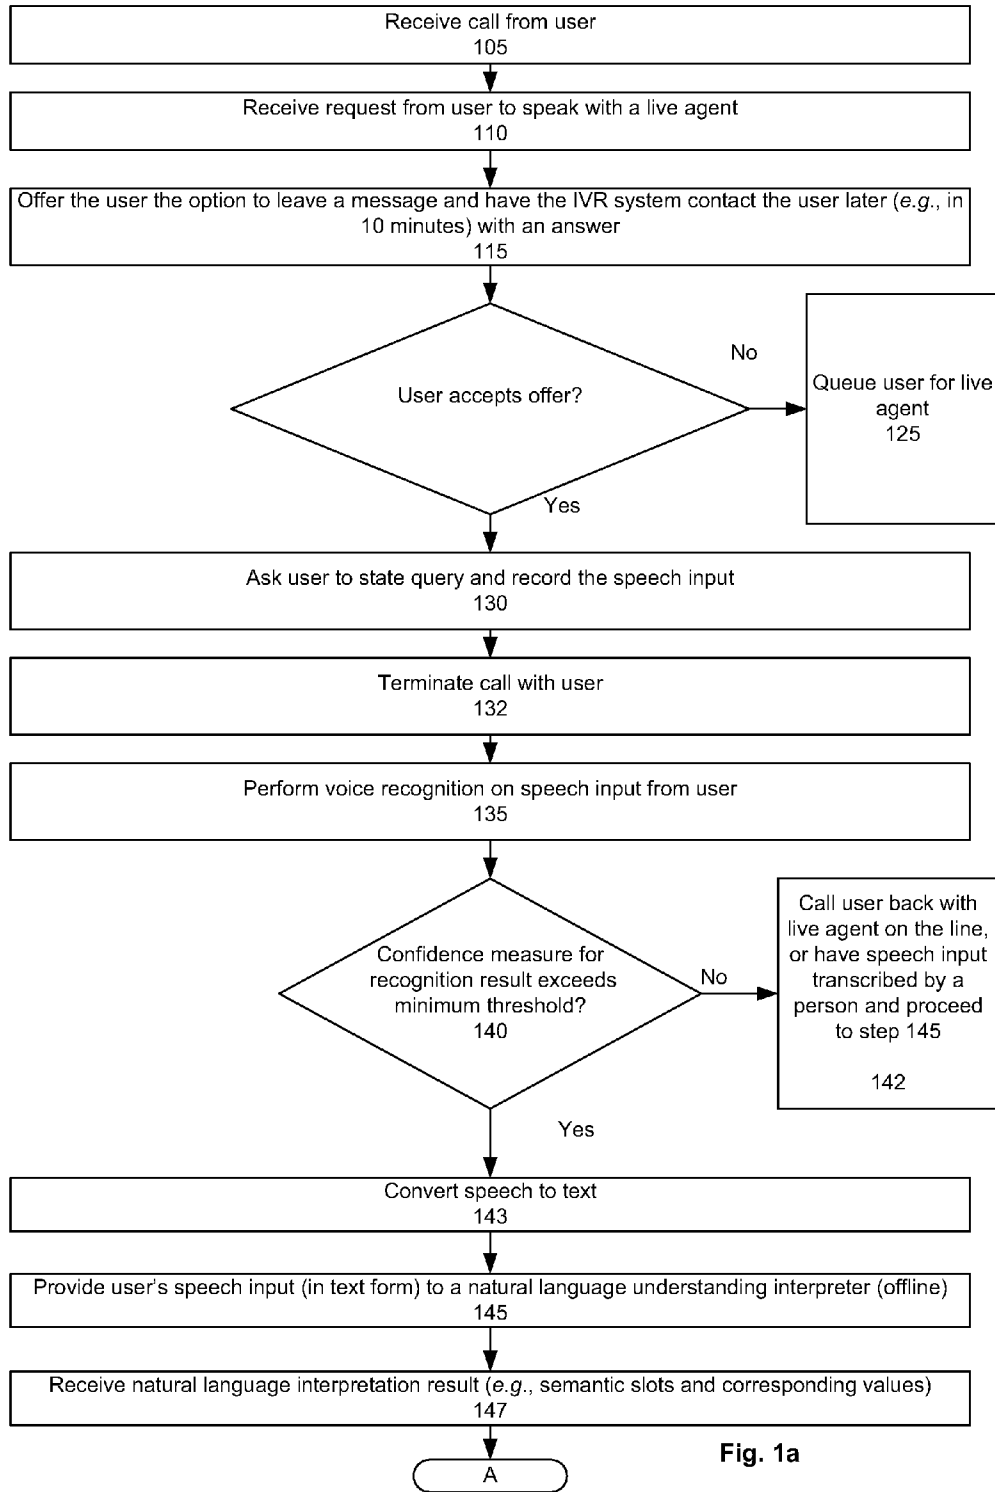 Receive call from user
105
Receive request from user to speak with a live agent
110
Offer the user the option to leave a message and have the IVR system contact the user later (e.g., in
10 minutes) with an answer
115
User accepts offer?
No
Queue user for live
agent
125
Yes
Ask user to state query and record the speech input
130
Terminate call with user
132
Perform voice recognition on speech input from user
135
Confidence measure for
recognition result exceeds
minimum threshold?
140
No
Call user back with
live agent on the line,
or have speech input
transcribed by a
person and proceed
to step 145
142
Yes
Convert speech to text
143
Provide user's speech input (in text form) to a natural language understanding interpreter (offline)
145
Receive natural language interpretation result (e.g., semantic slots and corresponding values)
147
A
Fig. 1a